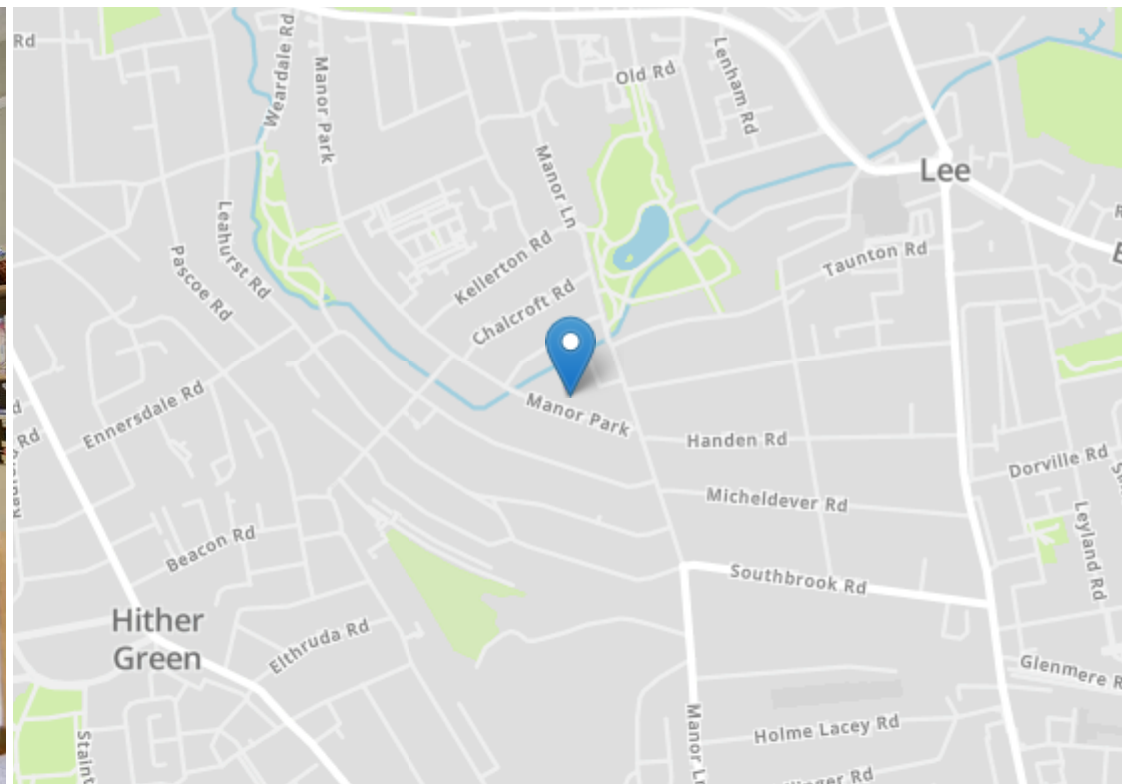 Rd
Weardale Rd
Manor Park
Old Rd
Lenham Rd
Lee
Manor Ln
Leahurst Rd
Pascoe Rd
Kellerton Rd
Chalcroft Rd
Taunton Rd
Manor Park
Ennersdale Rd
Handen Rd
Dorville Rd
Micheldever Rd
Leyland Rd
Beacon Rd
Southbrook Rd
Hither
Green
Elthruda Rd
Glenmere R
Manor Ln
Holme Lacey Rd
Staint
Rd